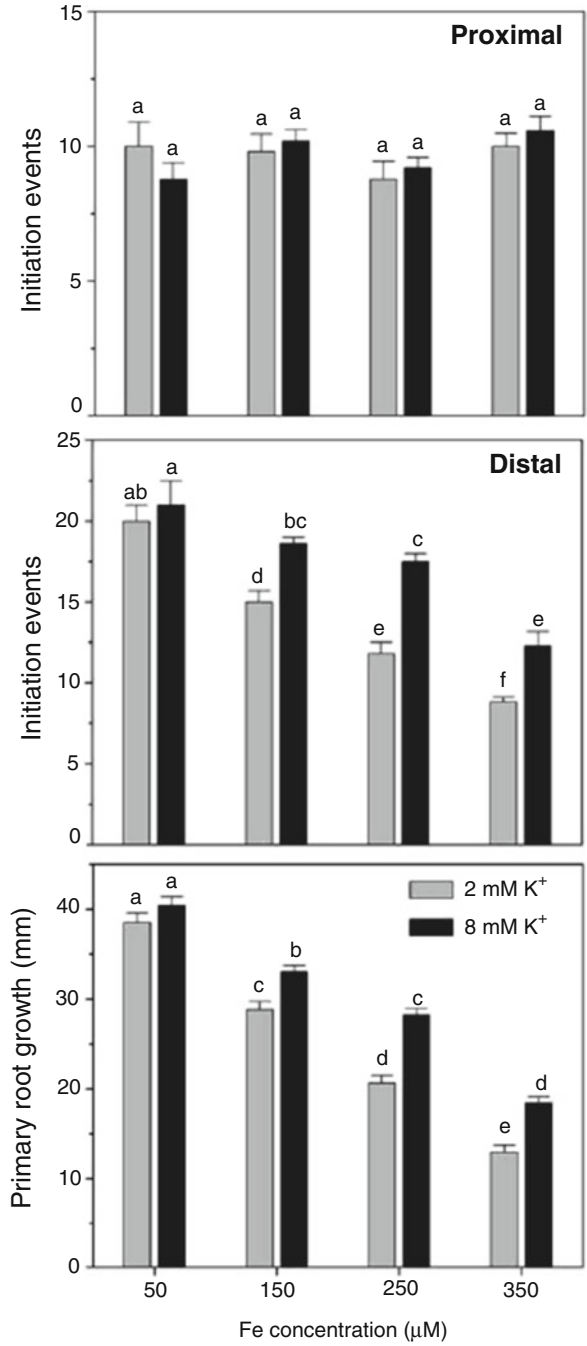 Proximal
Initiation events
15
10
5
0
a a a a a a a a
Distal
Initiation events
25
20
15
10
5
0
ab a d bc e c f e
2 mM K⁺
8 mM K⁺
Primary root growth (mm)
40
30
20
10
0
a a c b d c e d
50 150 250 350
Fe concentration (μM)